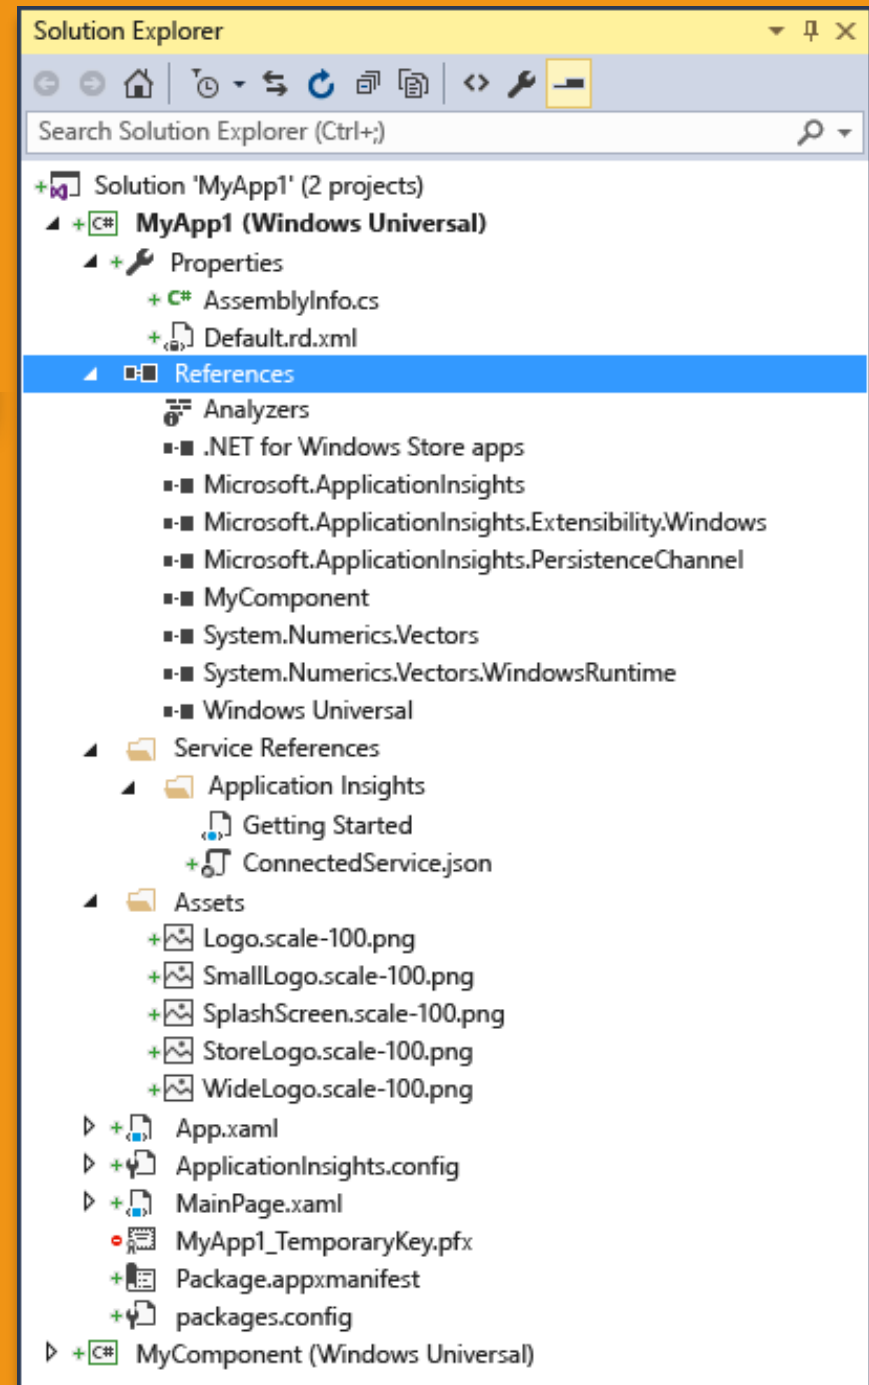 Solution Explorer
Search Solution Explorer (Ctrl+;)
Solution 'MyApp1' (2 projects)
C# MyApp1 (Windows Universal)
Properties
C# AssemblyInfo.cs
Default.rd.xml
References
Analyzers
.NET for Windows Store apps
Microsoft.ApplicationInsights
Microsoft.ApplicationInsights.Extensibility.Windows
Microsoft.ApplicationInsights.PersistenceChannel
MyComponent
System.Numerics.Vectors
System.Numerics.Vectors.WindowsRuntime
Windows Universal
Service References
Application Insights
Getting Started
ConnectedService.json
Assets
Logo.scale-100.png
SmallLogo.scale-100.png
SplashScreen.scale-100.png
StoreLogo.scale-100.png
WideLogo.scale-100.png
App.xaml
ApplicationInsights.config
MainPage.xaml
MyApp1_TemporaryKey.pfx
Package.appxmanifest
packages.config
C# MyComponent (Windows Universal)